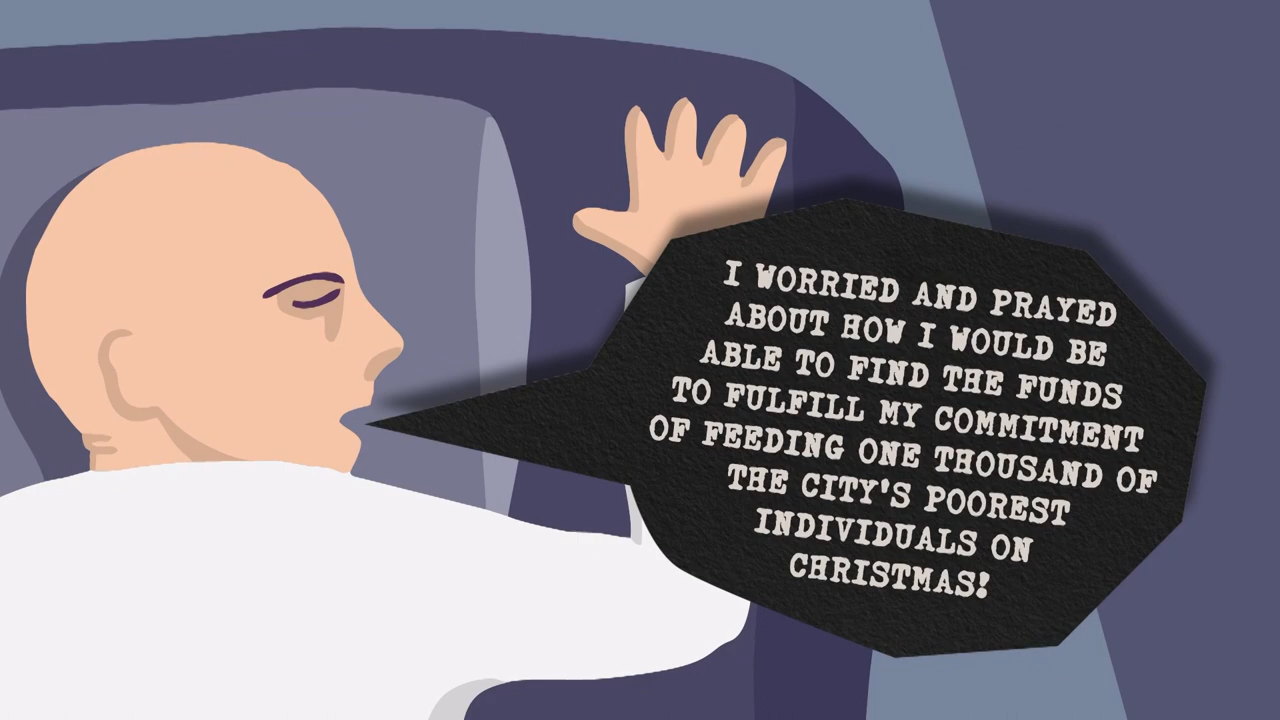 I WORRIED AND PRAYED
ABOUT HOW I WOULD BE
ABLE TO FIND THE FUNDS
TO FULFILL MY COMMITMENT
OF FEEDING ONE THOUSAND OF
THE CITY'S POOREST
INDIVIDUALS ON
CHRISTMAS!